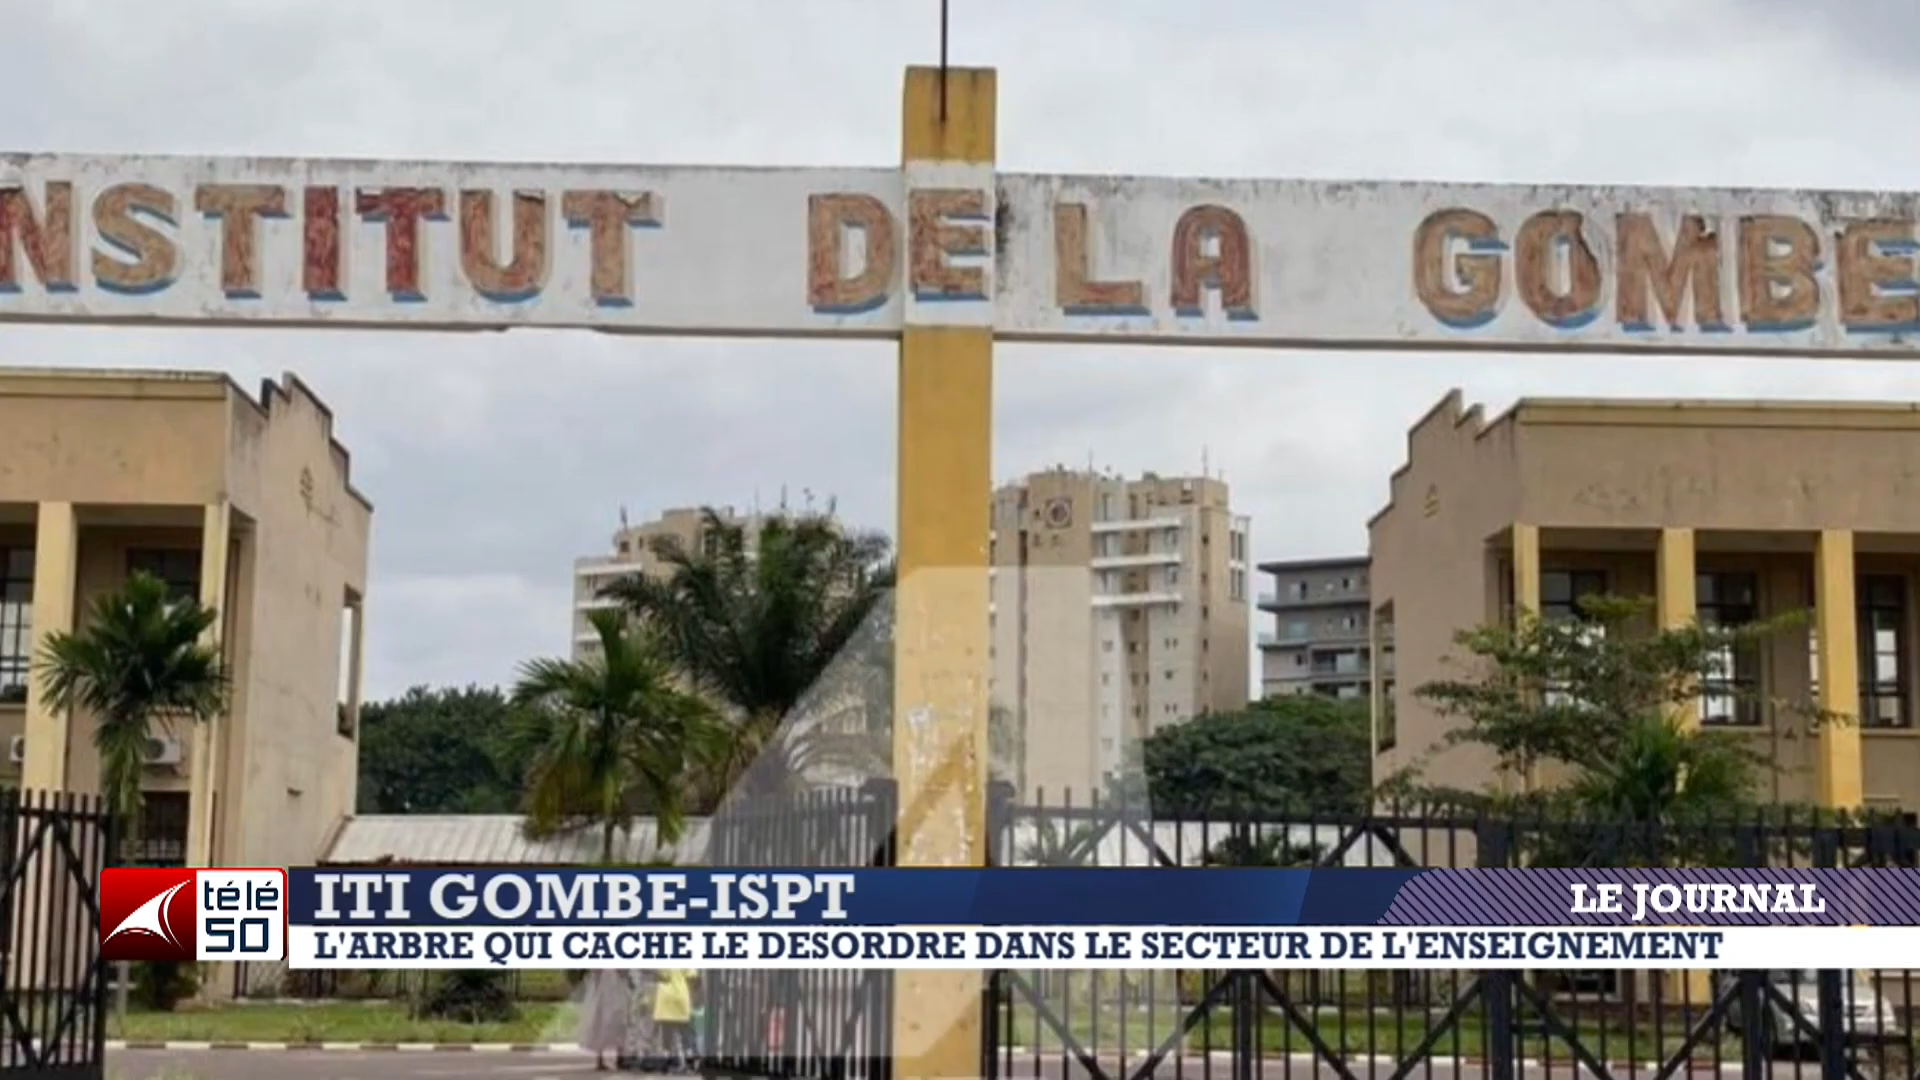 NSTITUT DE LA GOMBE
télé
50
ITI GOMBE-ISPT
LE JOURNAL
L'ARBRE QUI CACHE LE DESORDRE DANS LE SECTEUR DE L'ENSEIGNEMENT